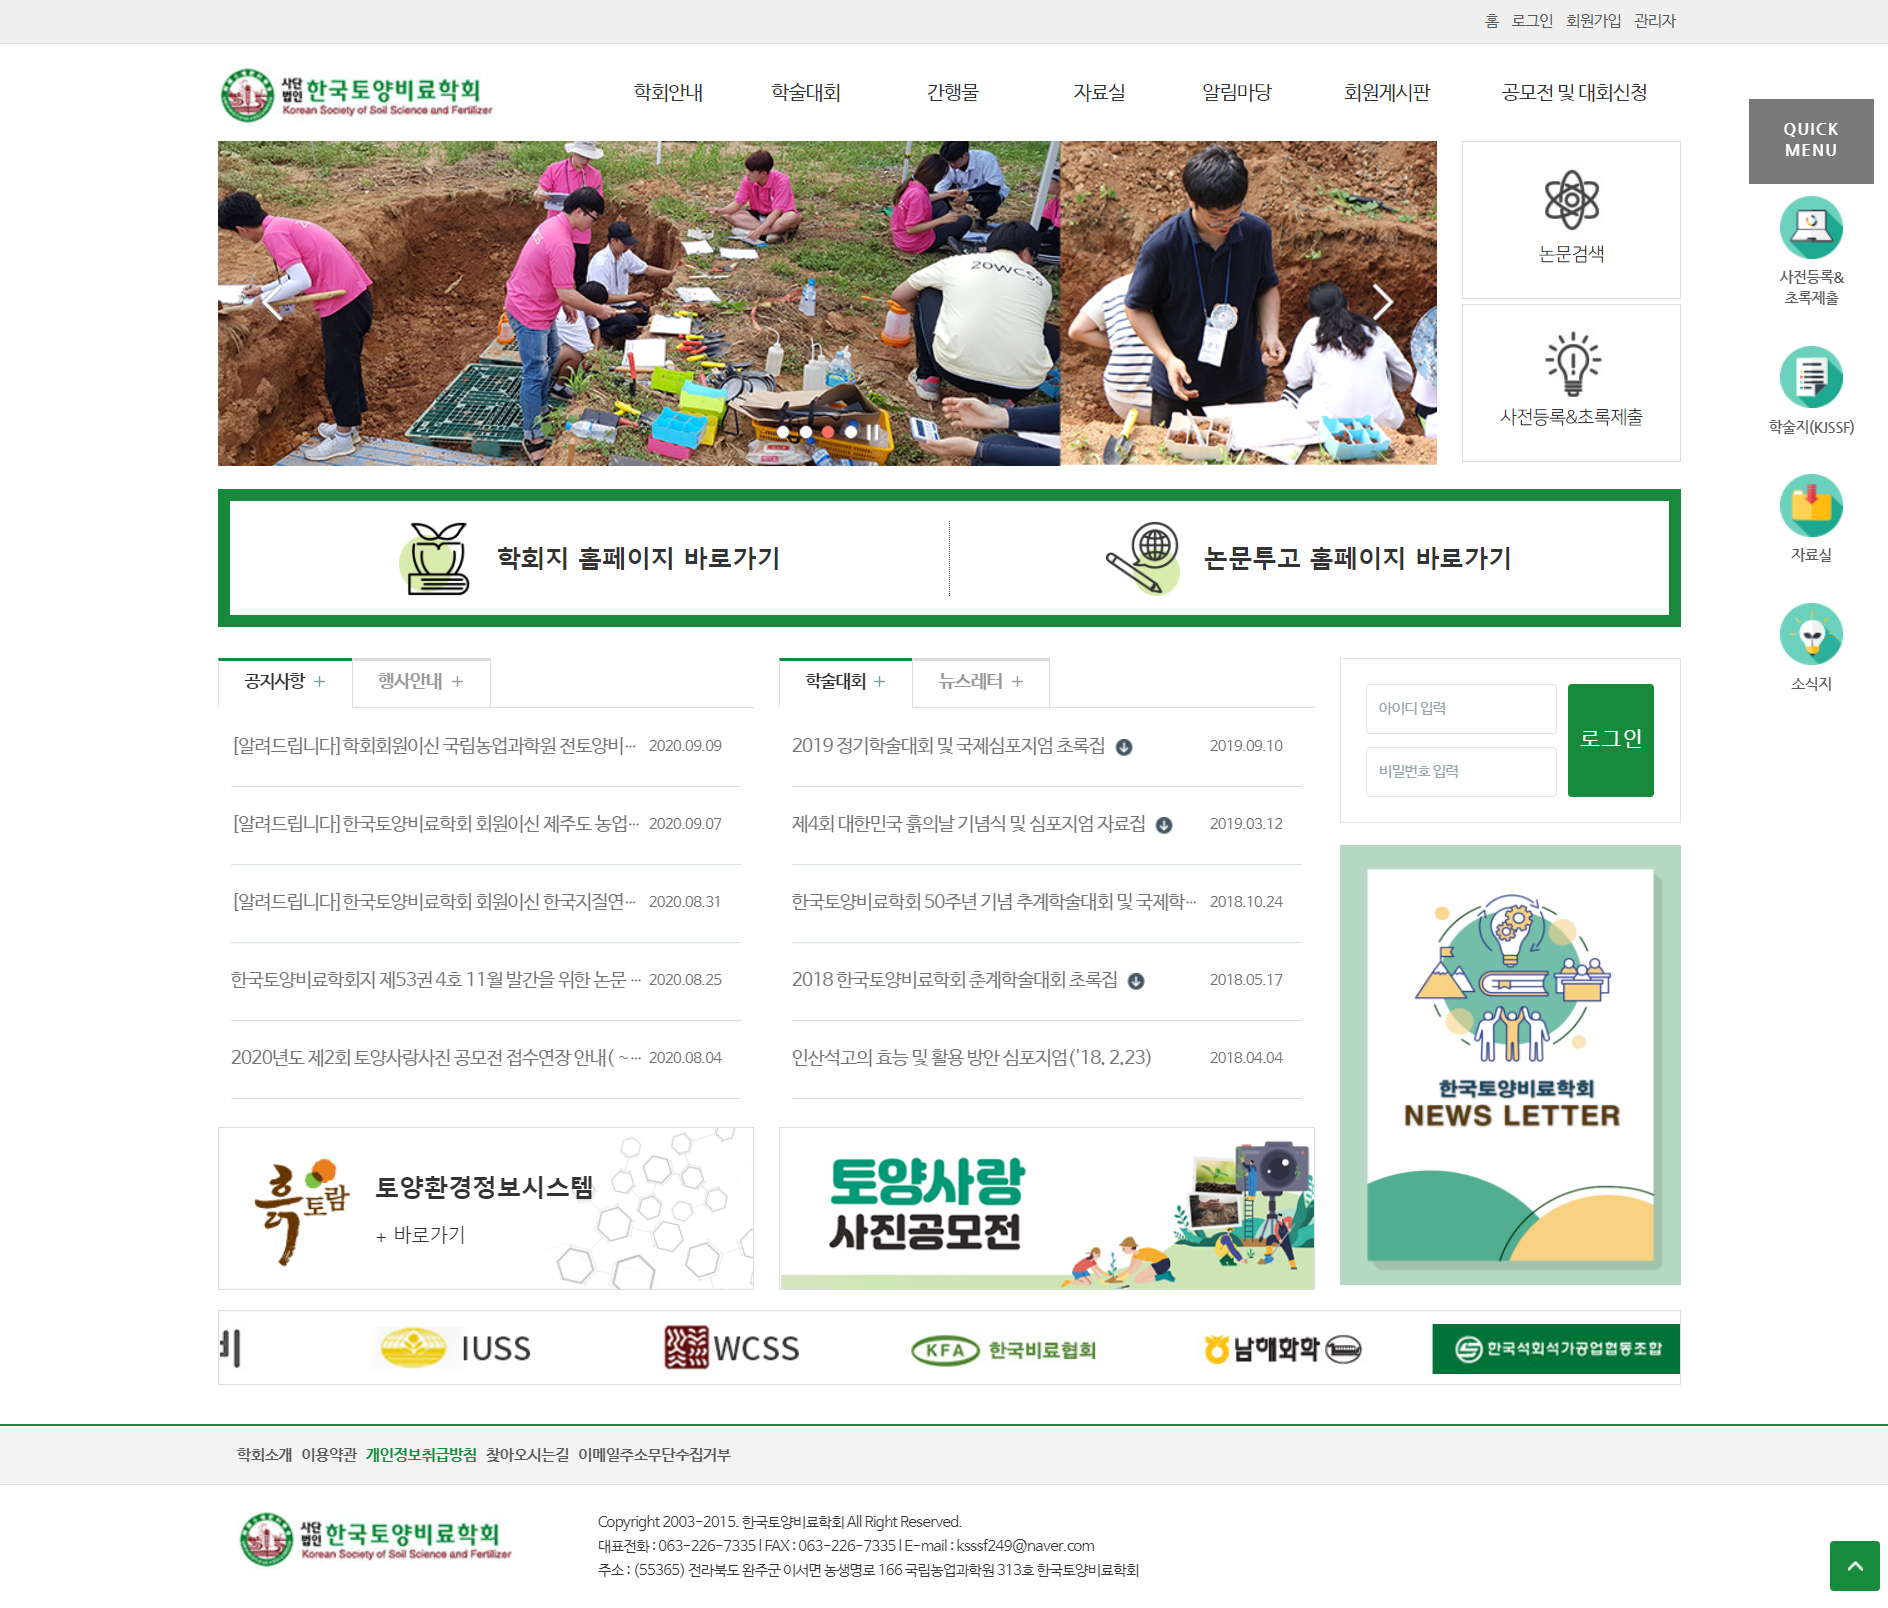 홈 로그인 회원가입 관리자
사단법인 한국토양비료학회
Korean Society of Soil Science and Fertilizer
학회안내 학술대회 간행물 자료실 알림마당 회원게시판 공모전 및 대회신청
QUICK
MENU
20WCSS
논문검색
사전등록&초록제출
사전등록&
초록제출
학술지(KJSSF)
자료실
소식지
학회지 홈페이지 바로가기
논문투고 홈페이지 바로가기
공지사항 + 행사안내 +
[알려드립니다] 학회회원이신 국립농업과학원 전토양비… 2020.09.09
[알려드립니다] 한국토양비료학회 회원이신 제주도 농업… 2020.09.07
[알려드립니다] 한국토양비료학회 회원이신 한국지질연… 2020.08.31
한국토양비료학회지 제53권 4호 11월 발간을 위한 논문 … 2020.08.25
2020년도 제2회 토양사랑사진 공모전 접수연장 안내( ~… 2020.08.04
학술대회 + 뉴스레터 +
2019 정기학술대회 및 국제심포지엄 초록집 2019.09.10
제4회 대한민국 흙의날 기념식 및 심포지엄 자료집 2019.03.12
한국토양비료학회 50주년 기념 추계학술대회 및 국제학… 2018.10.24
2018 한국토양비료학회 춘계학술대회 초록집 2018.05.17
인산석고의 효능 및 활용 방안 심포지엄('18. 2.23) 2018.04.04
아이디 입력
비밀번호 입력
로그인
한국토양비료학회
NEWS LETTER
흙토람
토양환경정보시스템
+ 바로가기
토양사랑
사진공모전
비 IUSS WCSS KFA 한국비료협회 남해화학 한국석회석가공업협동조합
학회소개 이용약관 개인정보취급방침 찾아오시는길 이메일주소무단수집거부
사단법인 한국토양비료학회
Korean Society of Soil Science and Fertilizer
Copyright 2003-2015. 한국토양비료학회 All Right Reserved.
대표전화 : 063-226-7335 l FAX : 063-226-7335 l E-mail : ksssf249@naver.com
주소 : (55365) 전라북도 완주군 이서면 농생명로 166 국립농업과학원 313호 한국토양비료학회